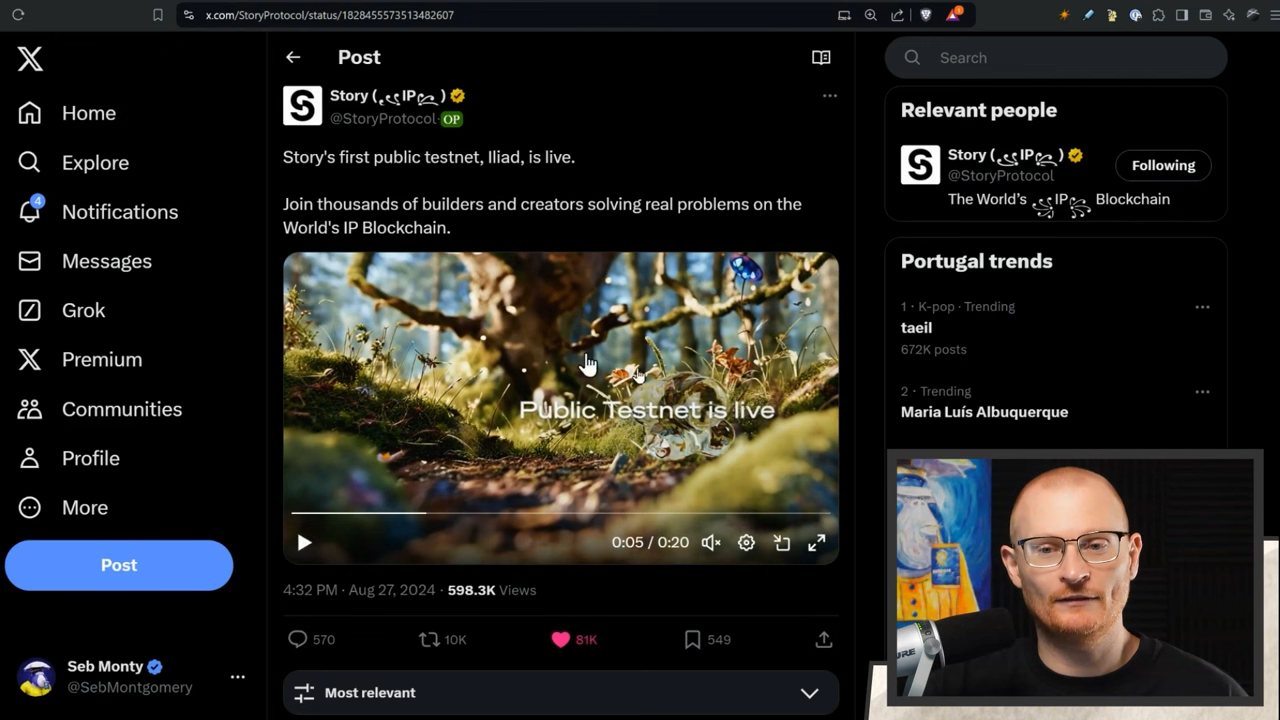 x.com/StoryProtocol/status/1828455573513482607
Home
Explore
4
Notifications
Messages
Grok
Premium
Communities
Profile
More
Post
Seb Monty
@SebMontgomery
Post
Story ( IP )
@StoryProtocol OP
Story's first public testnet, Iliad, is live.
Join thousands of builders and creators solving real problems on the
World's IP Blockchain.
Public Testnet is live
0:05 / 0:20
4:32 PM · Aug 27, 2024 · 598.3K Views
570 10K 81K 549
Most relevant
Search
Relevant people
Story ( IP )
@StoryProtocol
Following
The World's IP Blockchain
Portugal trends
1 · K-pop · Trending
taeil
672K posts
2 · Trending
Maria Luís Albuquerque